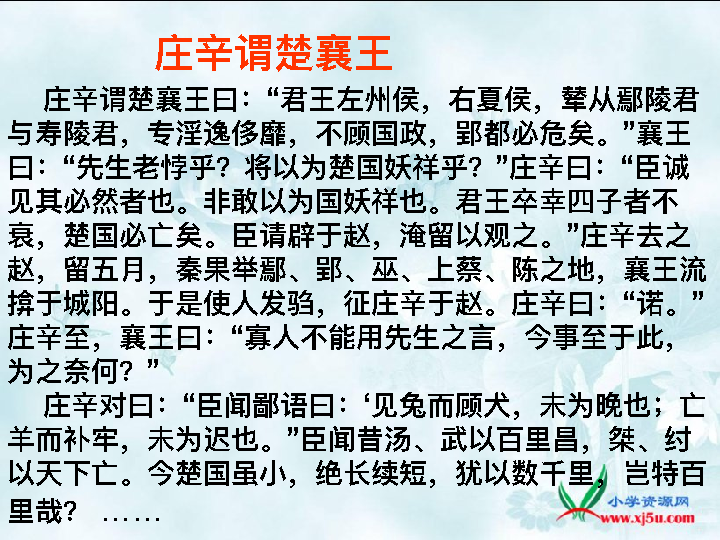 庄辛谓楚襄王
庄辛谓楚襄王曰：“君王左州侯，右夏侯，辇从鄢陵君
与寿陵君，专淫逸侈靡，不顾国政，郢都必危矣。”襄王
曰：“先生老悖乎？将以为楚国妖祥乎？”庄辛曰：“臣诚
见其必然者也。非敢以为国妖祥也。君王卒幸四子者不
衰，楚国必亡矣。臣请辟于赵，淹留以观之。”庄辛去之
赵，留五月，秦果举鄢、郢、巫、上蔡、陈之地，襄王流
揜于城阳。于是使人发驺，征庄辛于赵。庄辛曰：“诺。”
庄辛至，襄王曰：“寡人不能用先生之言，今事至于此，
为之奈何？”
庄辛对曰：“臣闻鄙语曰：‘见兔而顾犬，未为晚也；亡
羊而补牢，未为迟也。”臣闻昔汤、武以百里昌，桀、纣
以天下亡。今楚国虽小，绝长续短，犹以数千里，岂特百
里哉？ ……
小学资源网
www.xj5u.com